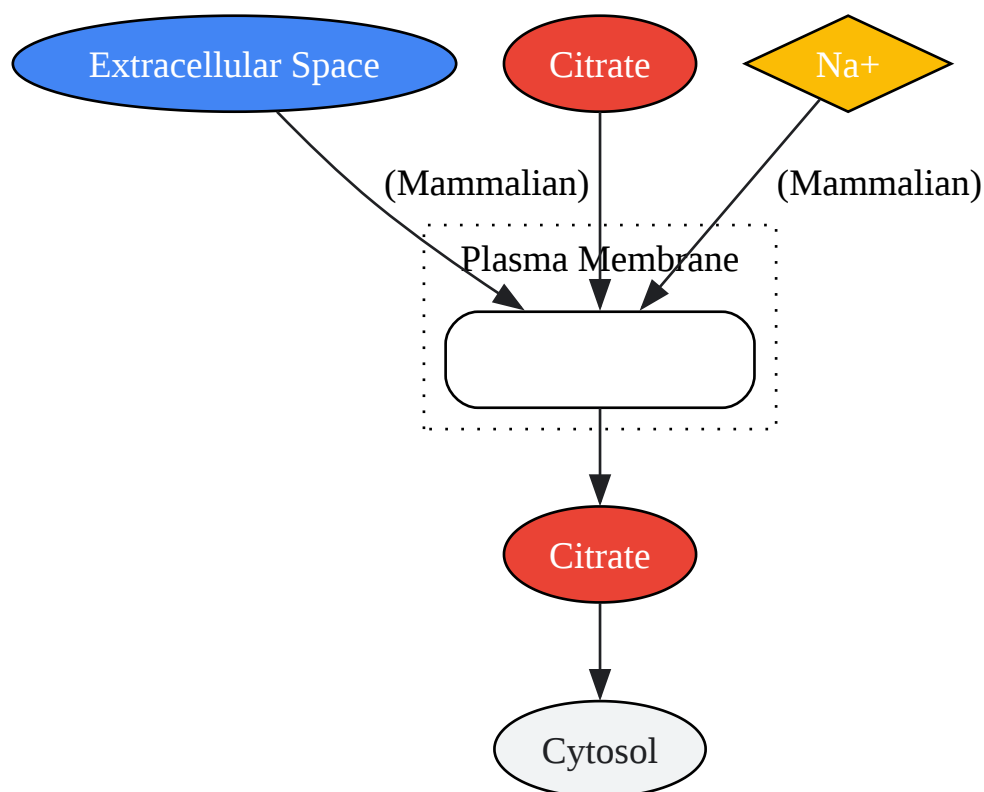 Extracellular Space
Citrate
Na+
(Mammalian)
(Mammalian)
Plasma Membrane
Citrate
Cytosol